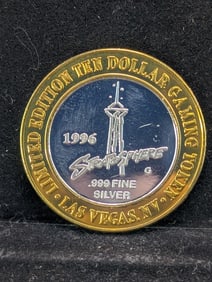 LIMITED EDITION TEN DOLLAR GAMING TOKEN
1996
STRATOSPHERE
G
.999 FINE
SILVER
• LAS VEGAS, NV. •